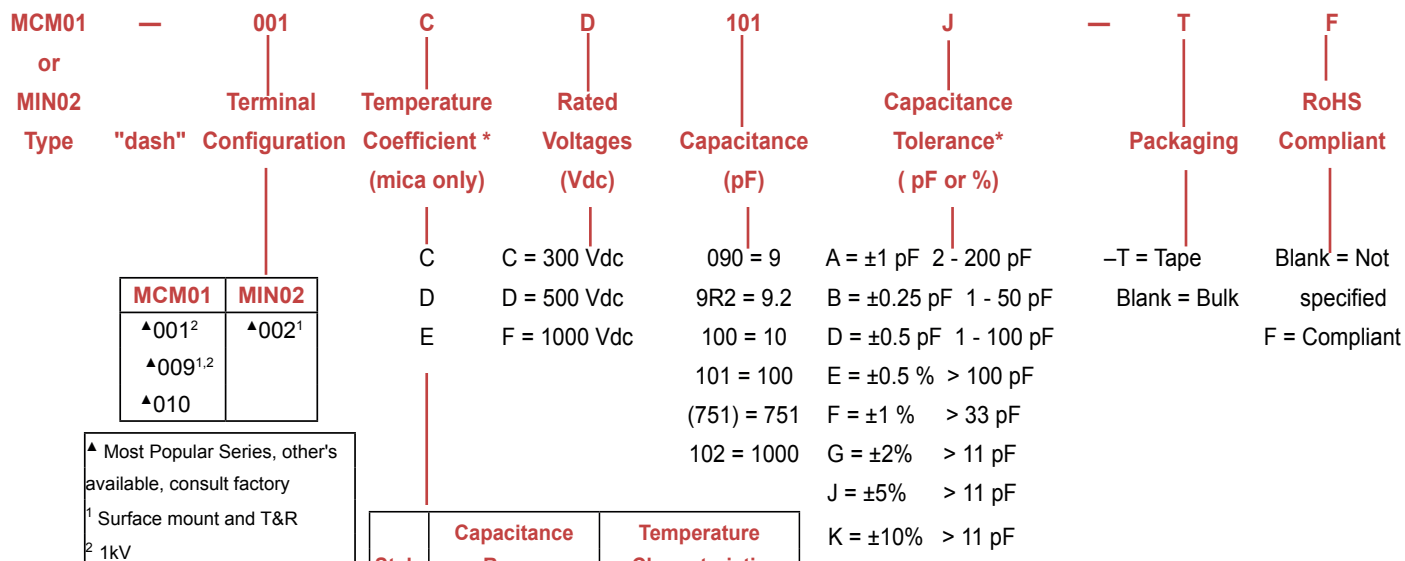 MCM01 — 001 C D 101 J — T F
or
MIN02 Terminal Temperature Rated Capacitance RoHS
Type "dash" Configuration Coefficient * Voltages Capacitance Tolerance* Packaging Compliant
(mica only) (Vdc) (pF) ( pF or %)
C C = 300 Vdc 090 = 9 A = ±1 pF 2 - 200 pF –T = Tape Blank = Not
MCM01 MIN02 D D = 500 Vdc 9R2 = 9.2 B = ±0.25 pF 1 - 50 pF Blank = Bulk specified
▲001² ▲002¹ E F = 1000 Vdc 100 = 10 D = ±0.5 pF 1 - 100 pF F = Compliant
▲009¹,² 101 = 100 E = ±0.5 % > 100 pF
▲010 (751) = 751 F = ±1 % > 33 pF
▲ Most Popular Series, other's 102 = 1000 G = ±2% > 11 pF
available, consult factory J = ±5% > 11 pF
¹ Surface mount and T&R
Capacitance Temperature K = ±10% > 11 pF
² 1kV